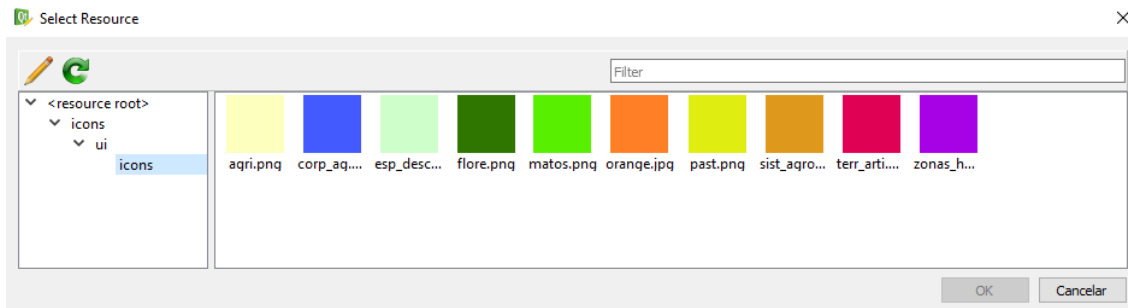 Select Resource
Filter
<resource root>
icons
ui
icons
agri.png corp_ag.... esp_desc... flore.png matos.png orange.jpg past.png sist_agro... terr_arti.... zonas_h...
OK Cancelar